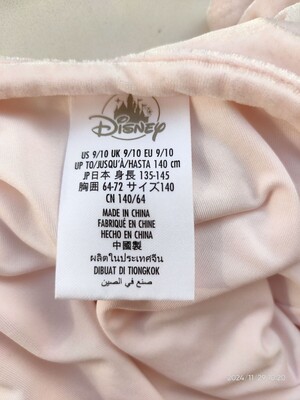 Disney
US 9/10 UK 9/10 EU 9/10
UP TO/JUSQU'À/HASTA 140 cm
JP日本 身長 135-145
胸囲 64-72 サイズ140
CN 140/64
MADE IN CHINA
FABRIQUÉ EN CHINE
HECHO EN CHINA
中國製
ผลิตในประเทศจีน
DIBUAT DI TIONGKOK
صنع في الصين